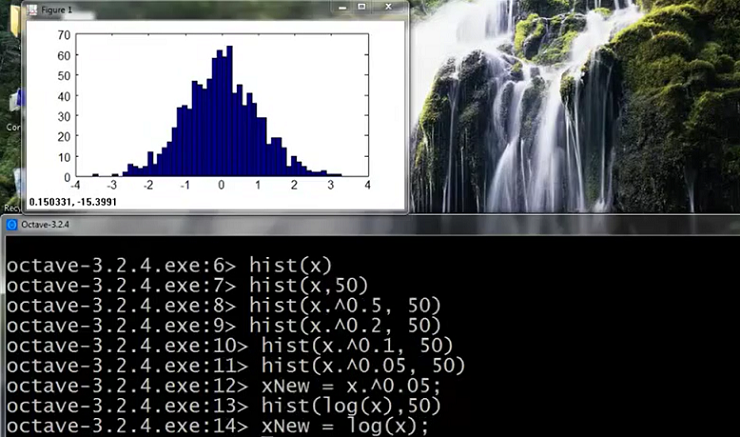 Figure 1
70
60
50
40
30
20
10
0
-4 -3 -2 -1 0 1 2 3 4
0.150331, -15.3991
Octave-3.2.4
octave-3.2.4.exe:6> hist(x)
octave-3.2.4.exe:7> hist(x,50)
octave-3.2.4.exe:8> hist(x.^0.5, 50)
octave-3.2.4.exe:9> hist(x.^0.2, 50)
octave-3.2.4.exe:10> hist(x.^0.1, 50)
octave-3.2.4.exe:11> hist(x.^0.05, 50)
octave-3.2.4.exe:12> xNew = x.^0.05;
octave-3.2.4.exe:13> hist(log(x),50)
octave-3.2.4.exe:14> xNew = log(x);